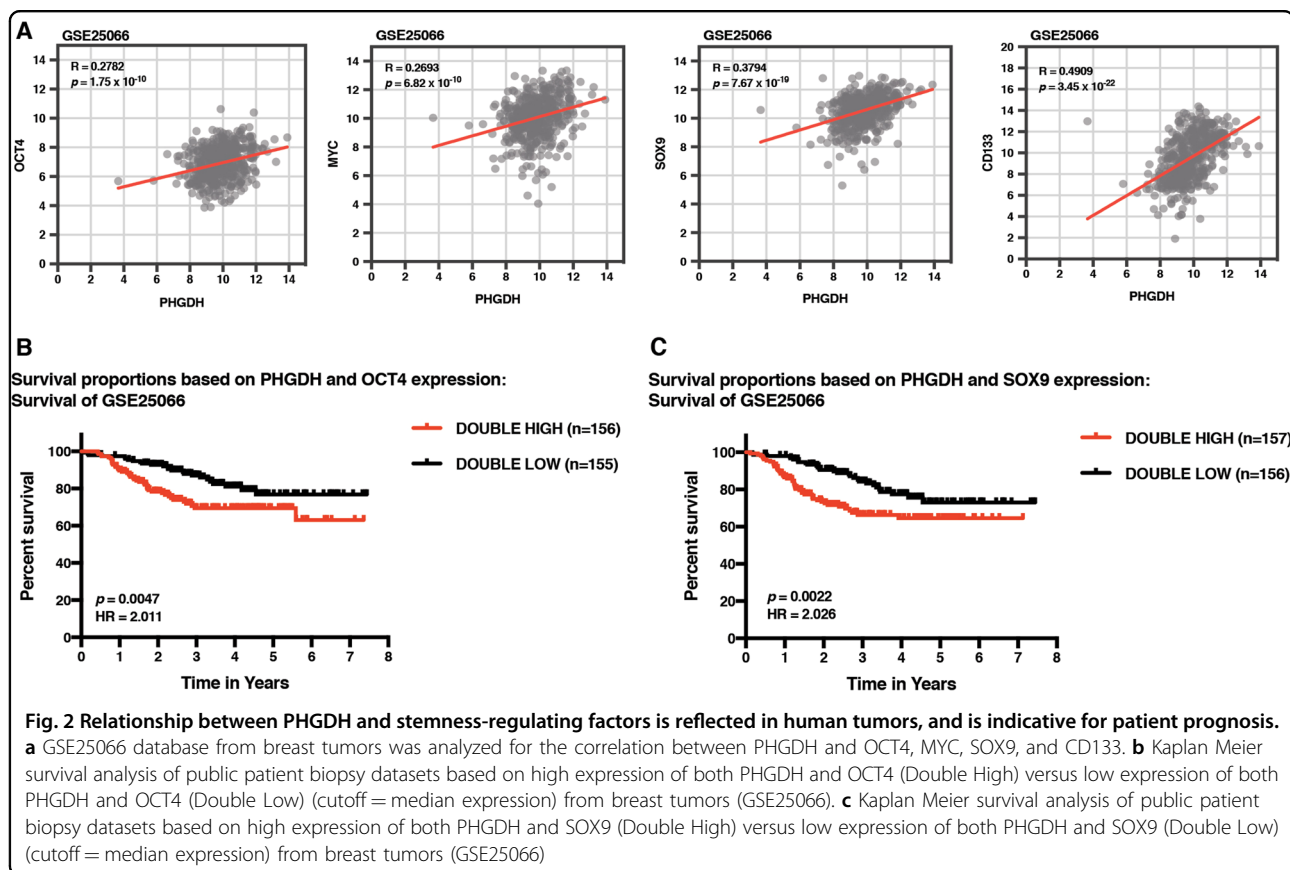 A
GSE25066
R = 0.2782
p = 1.75 x 10-10
OCT4
14
12
10
8
6
4
2
0
0 2 4 6 8 10 12 14
PHGDH
GSE25066
R = 0.2693
p = 6.82 x 10-10
MYC
14
12
10
8
6
4
2
0
0 2 4 6 8 10 12 14
PHGDH
GSE25066
R = 0.3794
p = 7.67 x 10-19
SOX9
14
12
10
8
6
4
2
0
0 2 4 6 8 10 12 14
PHGDH
GSE25066
R = 0.4909
p = 3.45 x 10-22
CD133
20
18
16
14
12
10
8
6
4
2
0
0 2 4 6 8 10 12 14
PHGDH
B
Survival proportions based on PHGDH and OCT4 expression:
Survival of GSE25066
DOUBLE HIGH (n=156)
DOUBLE LOW (n=155)
Percent survival
100
80
60
40
20
0
p = 0.0047
HR = 2.011
0 1 2 3 4 5 6 7 8
Time in Years
C
Survival proportions based on PHGDH and SOX9 expression:
Survival of GSE25066
DOUBLE HIGH (n=157)
DOUBLE LOW (n=156)
Percent survival
100
80
60
40
20
0
p = 0.0022
HR = 2.026
0 1 2 3 4 5 6 7 8
Time in Years
Fig. 2 Relationship between PHGDH and stemness-regulating factors is reflected in human tumors, and is indicative for patient prognosis.
a GSE25066 database from breast tumors was analyzed for the correlation between PHGDH and OCT4, MYC, SOX9, and CD133. b Kaplan Meier
survival analysis of public patient biopsy datasets based on high expression of both PHGDH and OCT4 (Double High) versus low expression of both
PHGDH and OCT4 (Double Low) (cutoff = median expression) from breast tumors (GSE25066). c Kaplan Meier survival analysis of public patient
biopsy datasets based on high expression of both PHGDH and SOX9 (Double High) versus low expression of both PHGDH and SOX9 (Double Low)
(cutoff = median expression) from breast tumors (GSE25066)